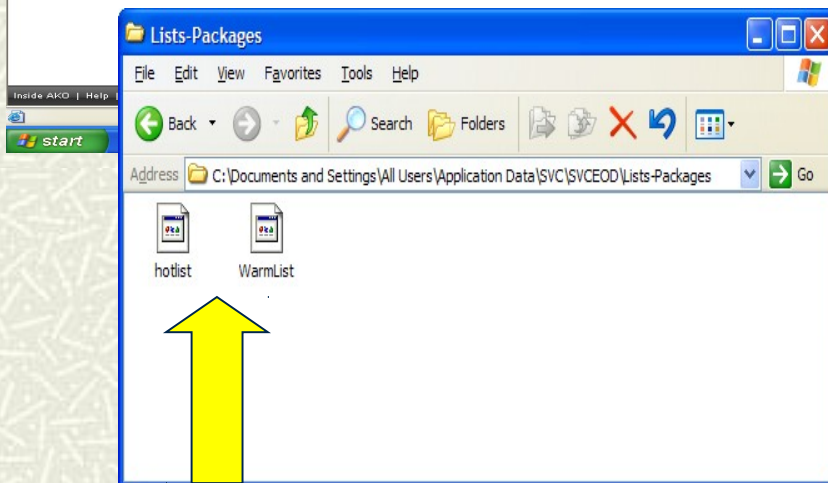 Lists-Packages
File Edit View Favorites Tools Help
Inside AKO | Help |
Back Search Folders
start
Address C:\Documents and Settings\All Users\Application Data\SVC\SVCEOD\Lists-Packages Go
hotlist WarmList